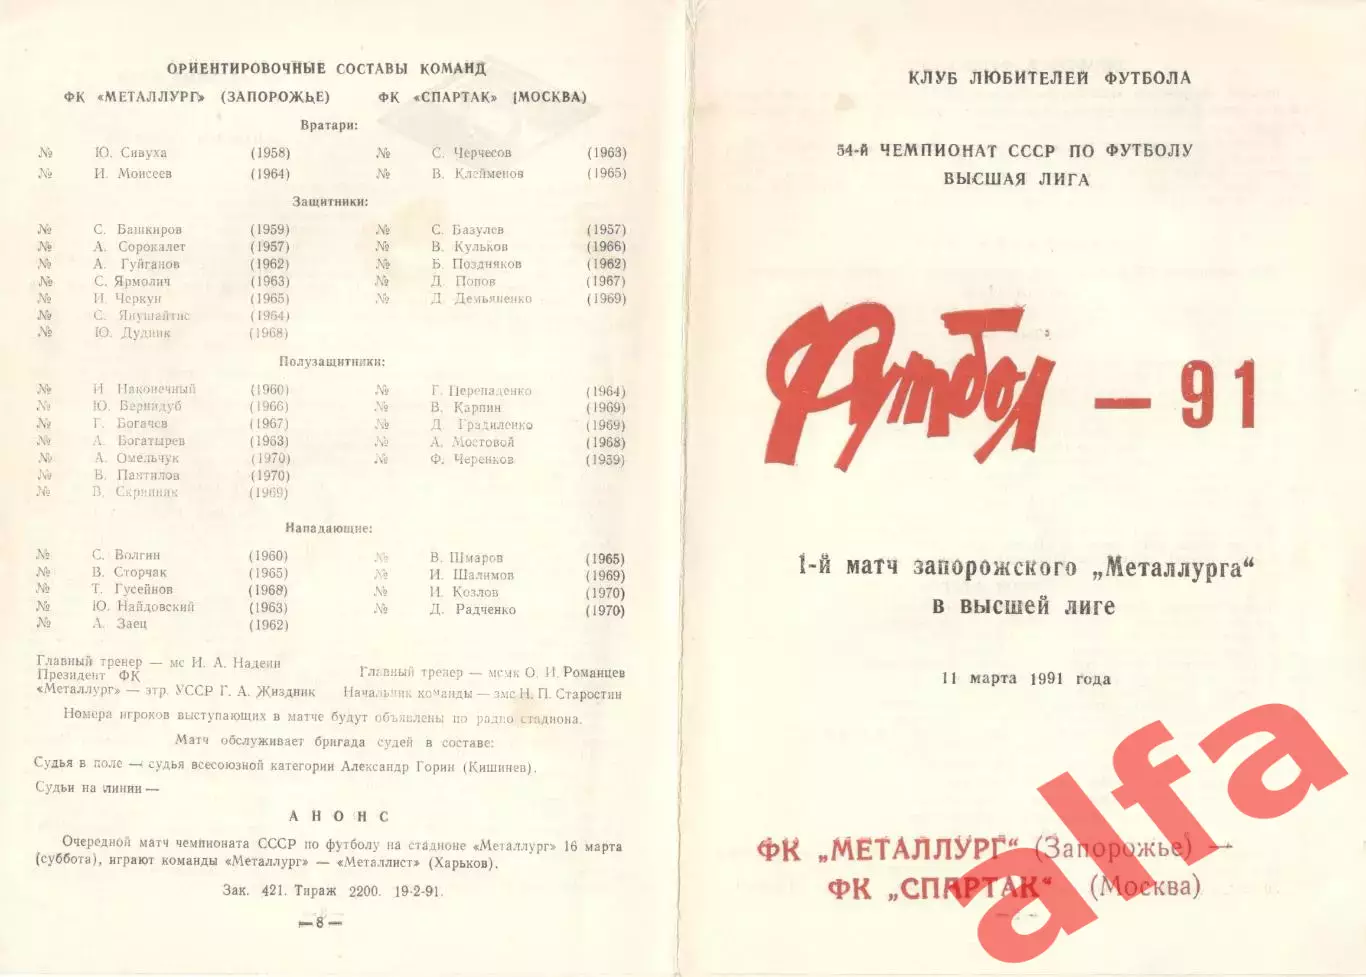 ОРИЕНТИРОВОЧНЫЕ СОСТАВЫ КОМАНД
ФК «МЕТАЛЛУРГ» (ЗАПОРОЖЬЕ) ФК «СПАРТАК» (МОСКВА)
Вратари:
№ Ю. Сивуха (1958) № С. Черчесов (1963)
№ И. Моисеев (1964) № В. Клейменов (1965)
Защитники:
№ С. Башкиров (1959) № С. Базулев (1957)
№ А. Сорокалет (1957) № В. Кульков (1966)
№ А. Гуйганов (1962) № Б. Поздняков (1962)
№ С. Ярмолич (1963) № Д. Попов (1967)
№ И. Черкун (1965) № Д. Демьяненко (1969)
№ С. Янушайтис (1964)
№ Ю. Дудник (1968)
Полузащитники:
№ И. Наконечный (1960) № Г. Перепаденко (1964)
№ Ю. Вернидуб (1966) № В. Карпин (1969)
№ Г. Богачев (1967) № Д. Градиленко (1969)
№ А. Богатырев (1963) № А. Мостовой (1968)
№ А. Омельчук (1970) № Ф. Черенков (1959)
№ В. Пантилов (1970)
№ В. Скрипник (1969)
Нападающие:
№ С. Волгин (1960) № В. Шмаров (1965)
№ В. Сторчак (1965) № И. Шалимов (1969)
№ Т. Гусейнов (1968) № И. Козлов (1970)
№ Ю. Найдовский (1963) № Д. Радченко (1970)
№ А. Заец (1962)
Главный тренер — мс И. А. Надеин
Президент ФК
«Металлург» — зтр. УССР Г. А. Жиздник
Главный тренер — мсмк О. И. Романцев
Начальник команды — змс Н. П. Старостин
Номера игроков выступающих в матче будут объявлены по радио стадиона.
Матч обслуживает бригада судей в составе:
Судья в поле — судья всесоюзной категории Александр Горин (Кишинев).
Судьи на линии —
АНОНС
Очередной матч чемпионата СССР по футболу на стадионе «Металлург» 16 марта
(суббота), играют команды «Металлург» — «Металлист» (Харьков).
Зак. 421. Тираж 2200. 19-2-91.
— 8 —
КЛУБ ЛЮБИТЕЛЕЙ ФУТБОЛА
54-й ЧЕМПИОНАТ СССР ПО ФУТБОЛУ
ВЫСШАЯ ЛИГА
Футбол — 91
1-й матч запорожского „Металлурга“
в высшей лиге
11 марта 1991 года
ФК „МЕТАЛЛУРГ“ (Запорожье) —
ФК „СПАРТАК“ (Москва)
alfa